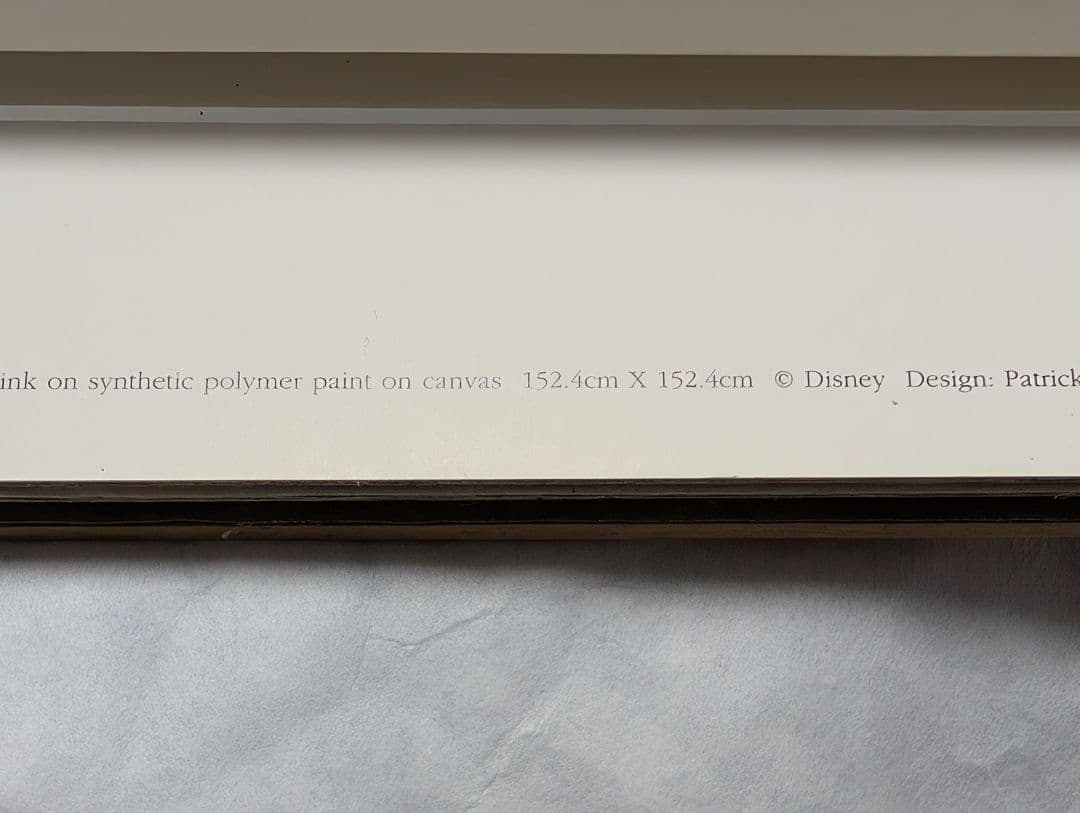 ink on synthetic polymer paint on canvas 152.4cm X 152.4cm © Disney Design: Patrick